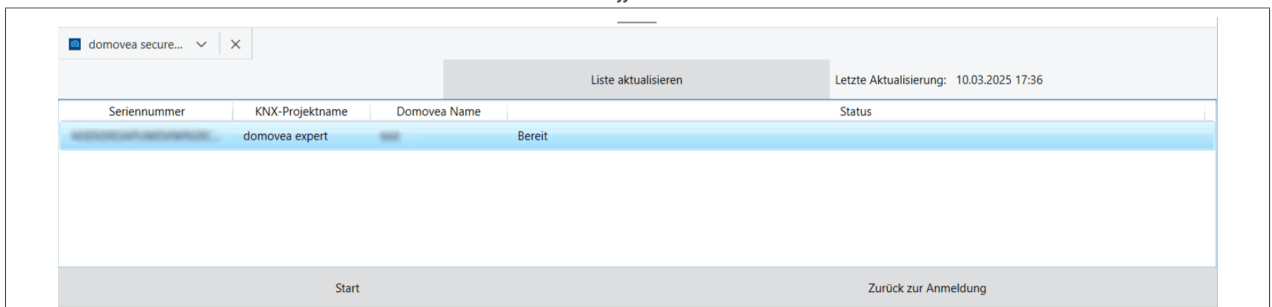 domovea secure...
Liste aktualisieren Letzte Aktualisierung: 10.03.2025 17:36
Seriennummer KNX-Projektname Domovea Name Status
domovea expert Bereit
Start Zurück zur Anmeldung